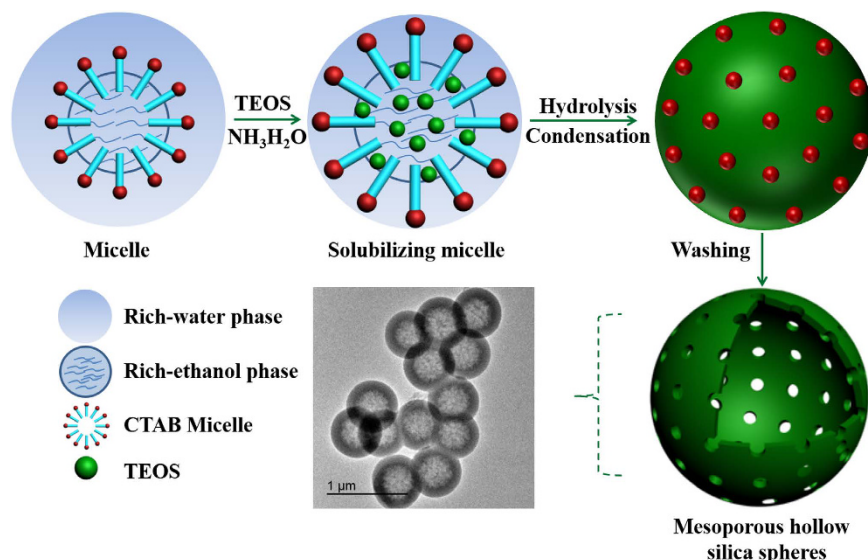 TEOS
NH₃H₂O
Hydrolysis
Condensation
Micelle
Solubilizing micelle
Washing
Rich-water phase
Rich-ethanol phase
CTAB Micelle
TEOS
1 μm
Mesoporous hollow
silica spheres